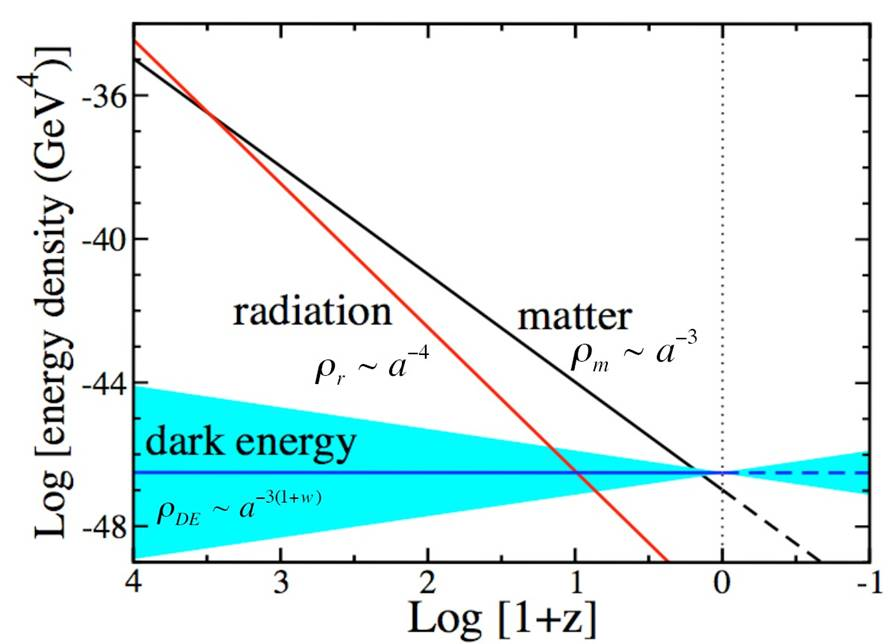 Log [energy density (GeV⁴)]
-36
-40
-44
-48
radiation
ρᵣ ~ a⁻⁴
matter
ρₘ ~ a⁻³
dark energy
ρ_DE ~ a⁻³⁽¹⁺ʷ⁾
4 3 2 1 0 -1
Log [1+z]